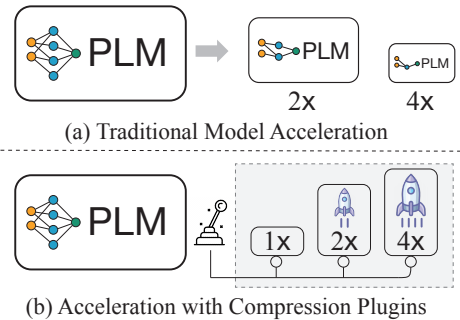 PLM
PLM
PLM
2x
4x
(a) Traditional Model Acceleration
PLM
1x
2x
4x
(b) Acceleration with Compression Plugins